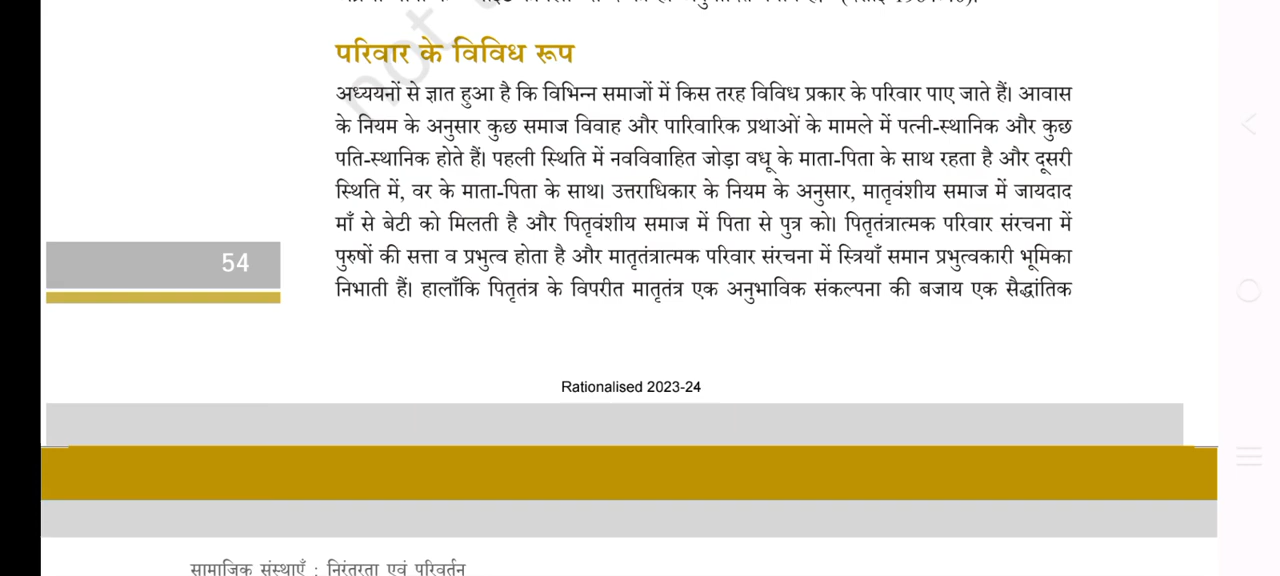 परिवार के विविध रूप
अध्ययनों से ज्ञात हुआ है कि विभिन्न समाजों में किस तरह विविध प्रकार के परिवार पाए जाते हैं। आवास
के नियम के अनुसार कुछ समाज विवाह और पारिवारिक प्रथाओं के मामले में पत्नी-स्थानिक और कुछ
पति-स्थानिक होते हैं। पहली स्थिति में नवविवाहित जोड़ा वधू के माता-पिता के साथ रहता है और दूसरी
स्थिति में, वर के माता-पिता के साथ। उत्तराधिकार के नियम के अनुसार, मातृवंशीय समाज में जायदाद
माँ से बेटी को मिलती है और पितृवंशीय समाज में पिता से पुत्र को। पितृतंत्रात्मक परिवार संरचना में
पुरुषों की सत्ता व प्रभुत्व होता है और मातृतंत्रात्मक परिवार संरचना में स्त्रियाँ समान प्रभुत्वकारी भूमिका
निभाती हैं। हालाँकि पितृतंत्र के विपरीत मातृतंत्र एक अनुभाविक संकल्पना की बजाय एक सैद्धांतिक
54
Rationalised 2023-24
सामाजिक संस्थाएँ : निरंतरता एवं परिवर्तन
not